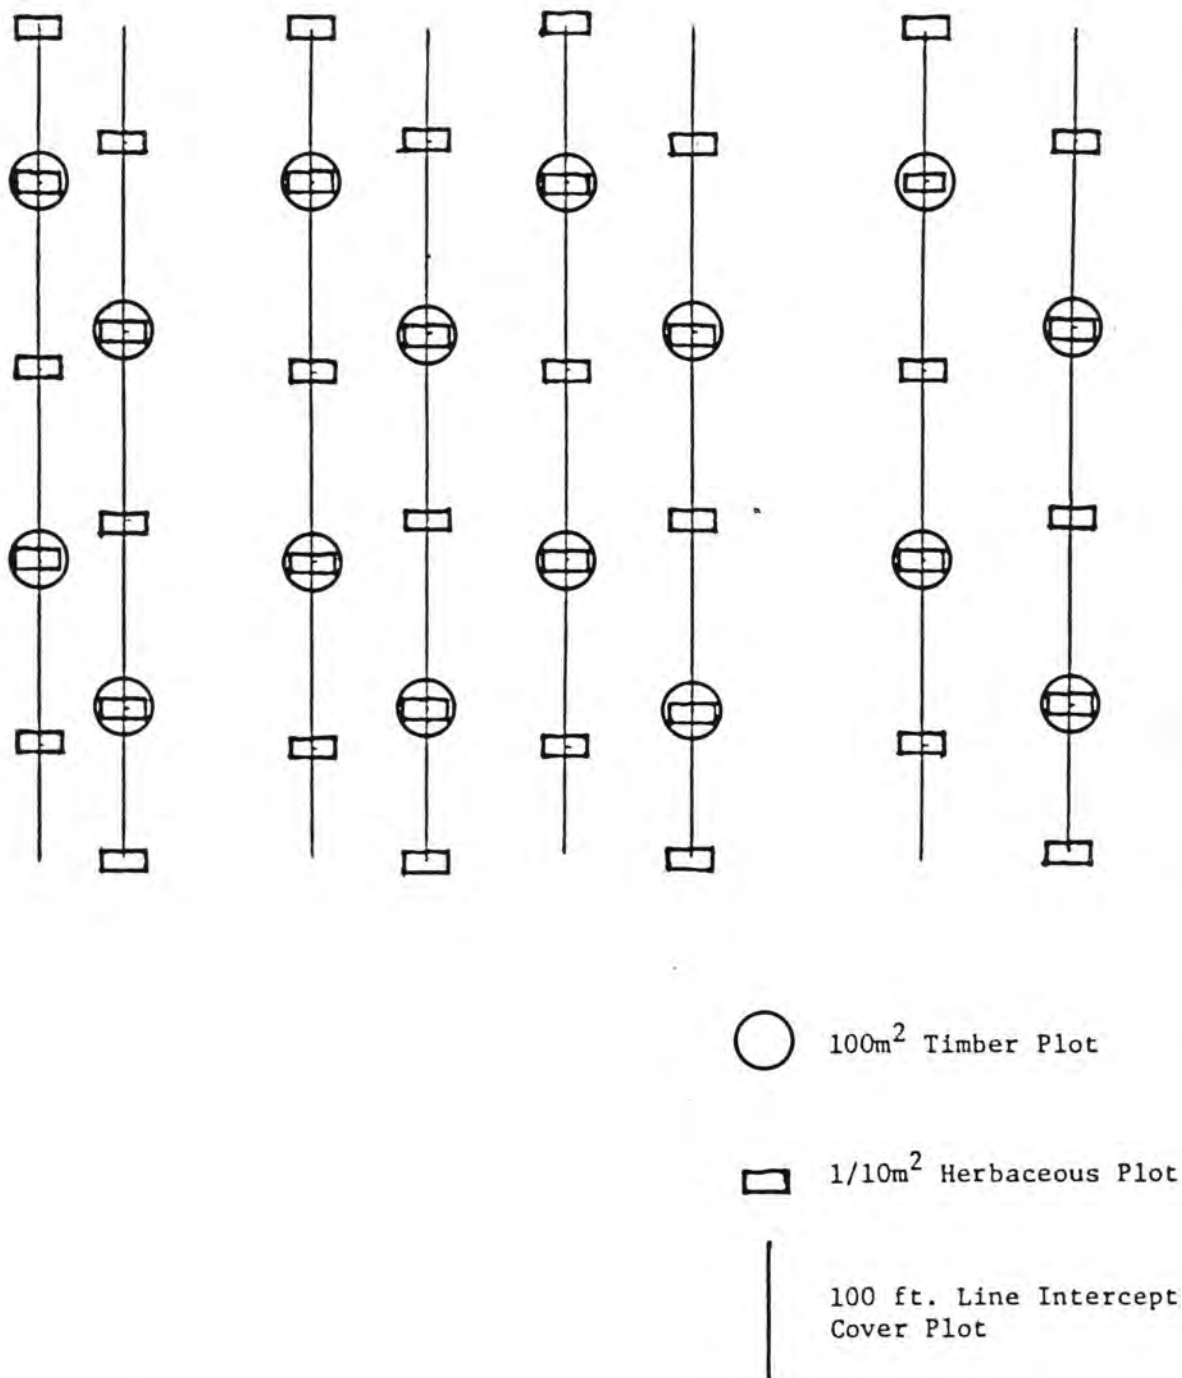 100m² Timber Plot
1/10m² Herbaceous Plot
100 ft. Line Intercept
Cover Plot